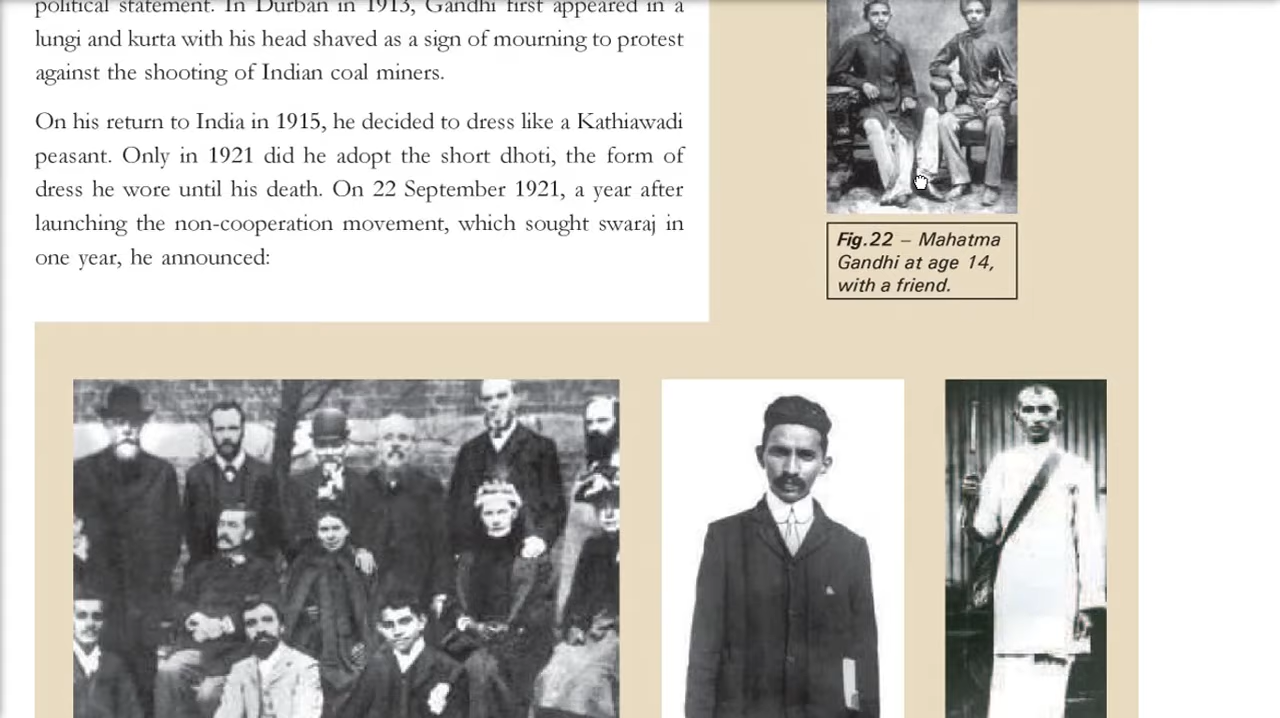 political statement. In Durban in 1913, Gandhi first appeared in a
lungi and kurta with his head shaved as a sign of mourning to protest
against the shooting of Indian coal miners.
On his return to India in 1915, he decided to dress like a Kathiawadi
peasant. Only in 1921 did he adopt the short dhoti, the form of
dress he wore until his death. On 22 September 1921, a year after
launching the non-cooperation movement, which sought swaraj in
one year, he announced:
Fig.22 – Mahatma
Gandhi at age 14,
with a friend.